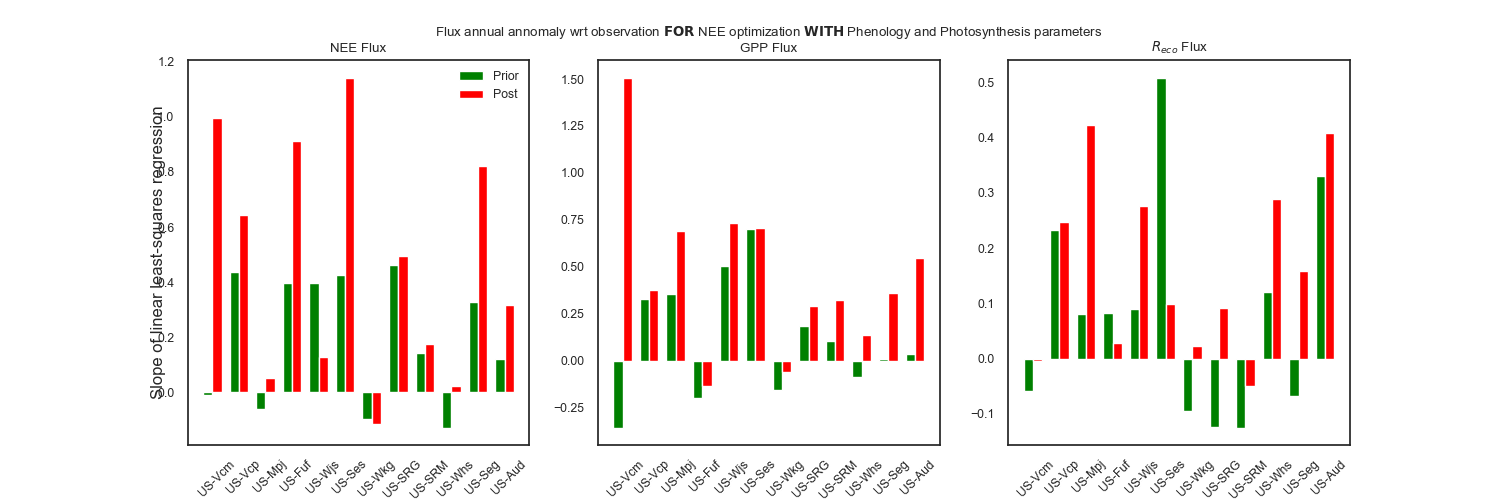 Flux annual annomaly wrt observation FOR NEE optimization WITH Phenology and Photosynthesis parameters
NEE Flux
GPP Flux
R_eco Flux
Slope of linear least-squares regression
1.2
1.0
0.8
0.6
0.4
0.2
0.0
Prior
Post
US-Vcm
US-Vcp
US-Mpj
US-Fuf
US-Wjs
US-Ses
US-Wkg
US-SRG
US-SRM
US-Whs
US-Seg
US-Aud
1.50
1.25
1.00
0.75
0.50
0.25
0.00
−0.25
US-Vcm
US-Vcp
US-Mpj
US-Fuf
US-Wjs
US-Ses
US-Wkg
US-SRG
US-SRM
US-Whs
US-Seg
US-Aud
0.5
0.4
0.3
0.2
0.1
0.0
−0.1
US-Vcm
US-Vcp
US-Mpj
US-Fuf
US-Wjs
US-Ses
US-Wkg
US-SRG
US-SRM
US-Whs
US-Seg
US-Aud